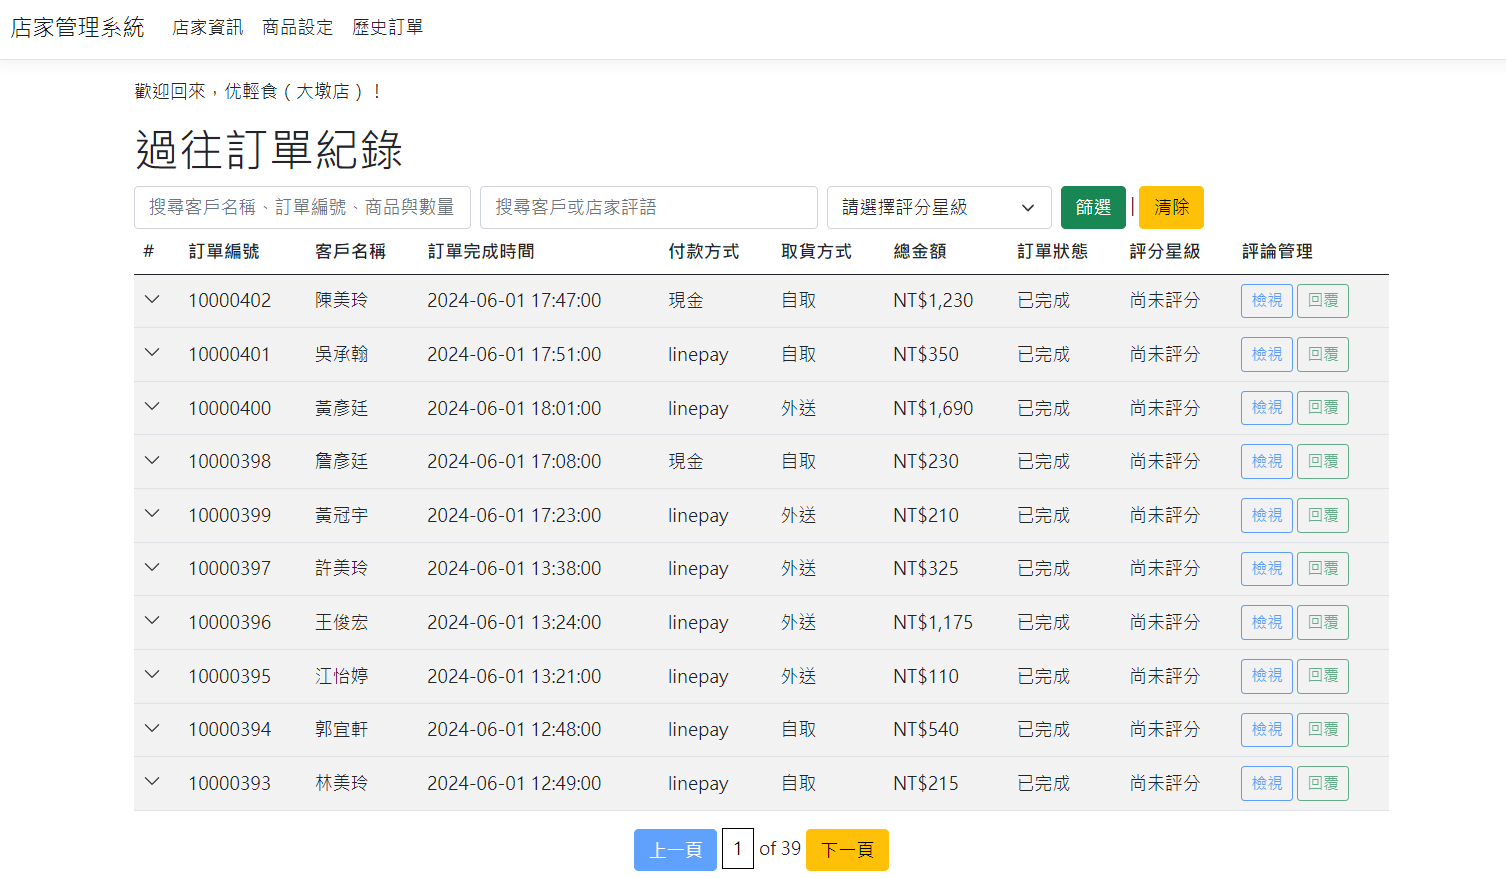 店家管理系統 店家資訊 商品設定 歷史訂單
歡迎回來，优輕食（大墩店）！
過往訂單紀錄
搜尋客戶名稱、訂單編號、商品與數量 搜尋客戶或店家評語 請選擇評分星級 篩選 | 清除
# 訂單編號 客戶名稱 訂單完成時間 付款方式 取貨方式 總金額 訂單狀態 評分星級 評論管理
10000402 陳美玲 2024-06-01 17:47:00 現金 自取 NT$1,230 已完成 尚未評分 檢視 回覆
10000401 吳承翰 2024-06-01 17:51:00 linepay 自取 NT$350 已完成 尚未評分 檢視 回覆
10000400 黃彥廷 2024-06-01 18:01:00 linepay 外送 NT$1,690 已完成 尚未評分 檢視 回覆
10000398 詹彥廷 2024-06-01 17:08:00 現金 自取 NT$230 已完成 尚未評分 檢視 回覆
10000399 黃冠宇 2024-06-01 17:23:00 linepay 外送 NT$210 已完成 尚未評分 檢視 回覆
10000397 許美玲 2024-06-01 13:38:00 linepay 外送 NT$325 已完成 尚未評分 檢視 回覆
10000396 王俊宏 2024-06-01 13:24:00 linepay 外送 NT$1,175 已完成 尚未評分 檢視 回覆
10000395 江怡婷 2024-06-01 13:21:00 linepay 外送 NT$110 已完成 尚未評分 檢視 回覆
10000394 郭宜軒 2024-06-01 12:48:00 linepay 自取 NT$540 已完成 尚未評分 檢視 回覆
10000393 林美玲 2024-06-01 12:49:00 linepay 自取 NT$215 已完成 尚未評分 檢視 回覆
上一頁 1 of 39 下一頁